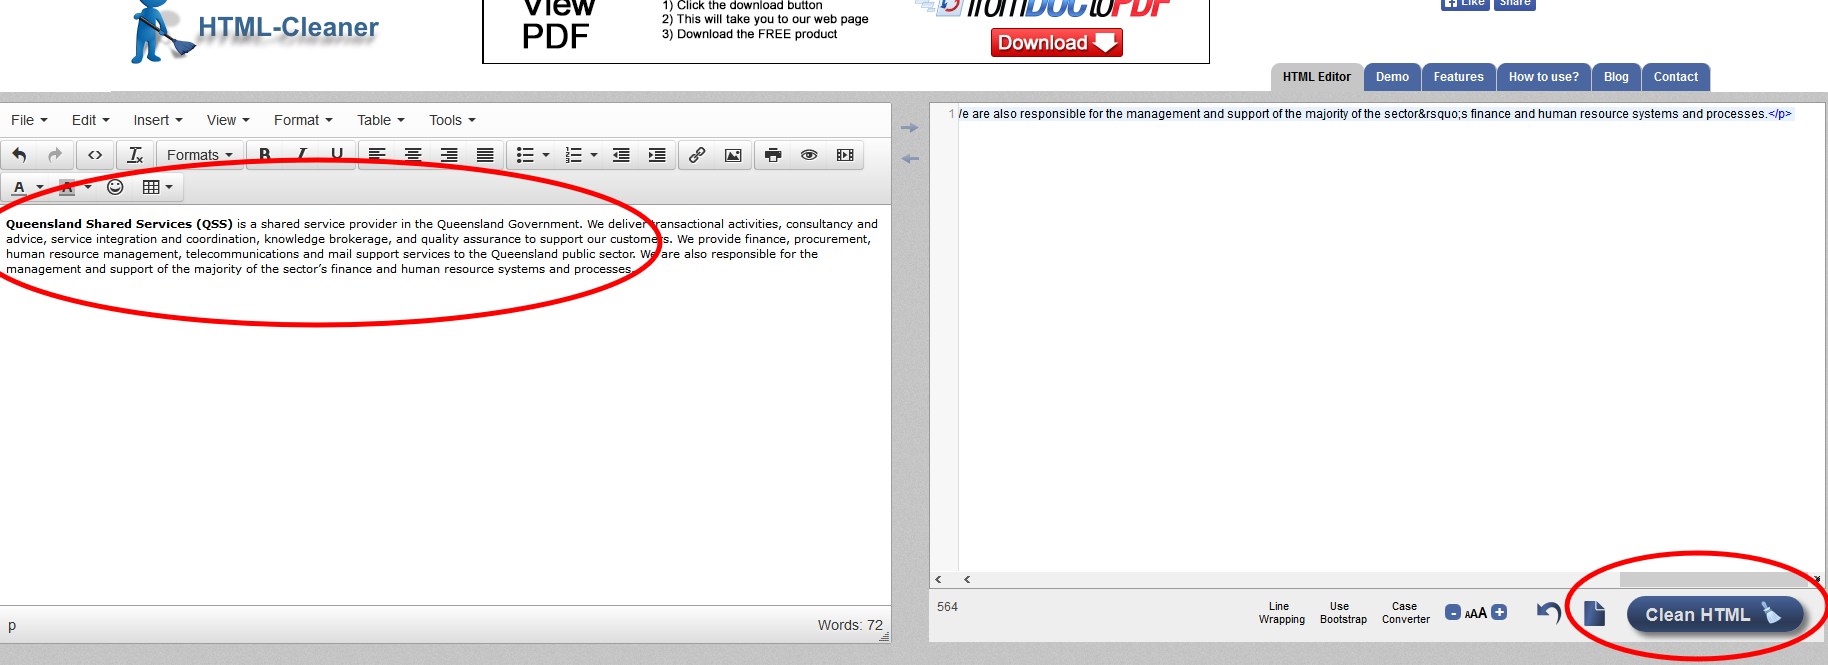 HTML-Cleaner
View
PDF
1) Click the download button
2) This will take you to our web page
3) Download the FREE product
fromDOCtoPDF
Download
Like
Share
HTML Editor
Demo
Features
How to use?
Blog
Contact
File
Edit
Insert
View
Format
Table
Tools
Formats
B
I
U
A
A
Queensland Shared Services (QSS) is a shared service provider in the Queensland Government. We deliver transactional activities, consultancy and
advice, service integration and coordination, knowledge brokerage, and quality assurance to support our customers. We provide finance, procurement,
human resource management, telecommunications and mail support services to the Queensland public sector. We are also responsible for the
management and support of the majority of the sector’s finance and human resource systems and processes.
p
Words: 72
1
e are also responsible for the management and support of the majority of the sector&rsquo;s finance and human resource systems and processes.</p>
564
Line
Wrapping
Use
Bootstrap
Case
Converter
- AAA +
Clean HTML